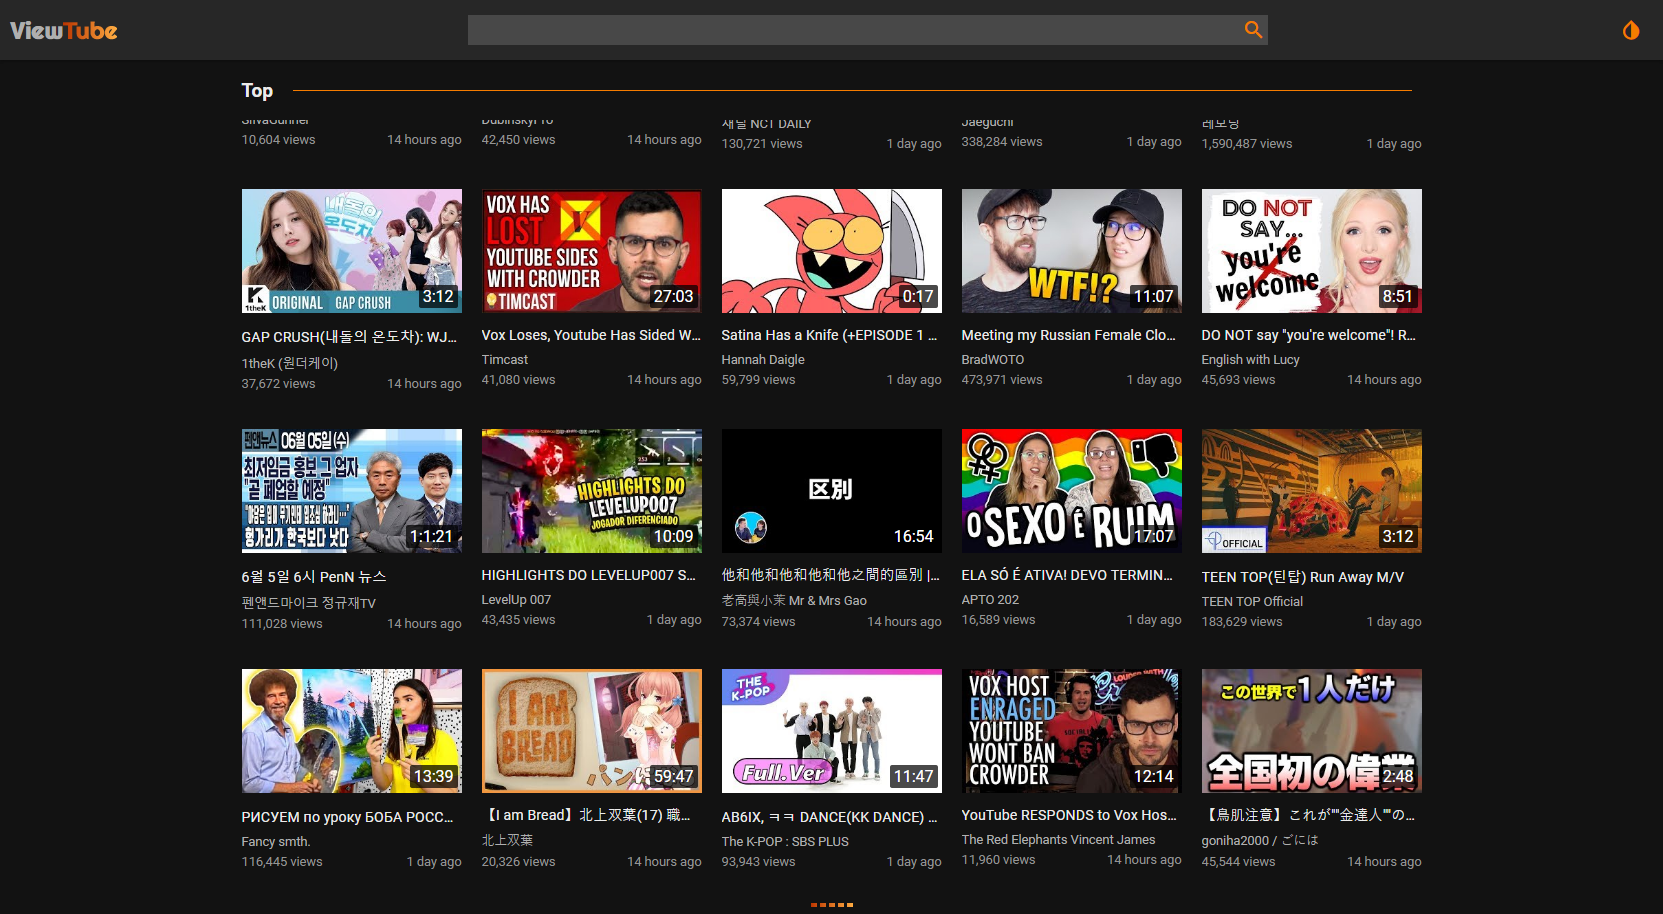 ViewTube
Top
10,604 views 14 hours ago
42,450 views 14 hours ago
채널 NCT DAILY
130,721 views 1 day ago
Jaeguchi
338,284 views 1 day ago
1,590,487 views 1 day ago
내돌의
온도차
K
1theK
ORIGINAL GAP CRUSH
3:12
GAP CRUSH(내돌의 온도차): WJ...
1theK (원더케이)
37,672 views 14 hours ago
VOX HAS
LOST
YOUTUBE SIDES
WITH CROWDER
TIMCAST
27:03
Vox Loses, Youtube Has Sided W...
Timcast
41,080 views 14 hours ago
0:17
Satina Has a Knife (+EPISODE 1 ...
Hannah Daigle
59,799 views 1 day ago
WTF!?
11:07
Meeting my Russian Female Clo...
BradWOTO
473,971 views 1 day ago
DO NOT
SAY...
you're
welcome
8:51
DO NOT say "you're welcome"! R...
English with Lucy
45,693 views 14 hours ago
펜앤뉴스 06월 05일 (수)
최저임금 홍보 그 업자
"곧 폐업할 예정"
헝가리가 한국보다 낫다
1:1:21
6월 5일 6시 PenN 뉴스
펜앤드마이크 정규재TV
111,028 views 14 hours ago
HIGHLIGHTS DO
LEVELUP007
JOGADOR DIFERENCIADO
10:09
HIGHLIGHTS DO LEVELUP007 S...
LevelUp 007
43,435 views 1 day ago
区別
16:54
他和他和他和他和他之間的區別 |...
老高與小茉 Mr & Mrs Gao
73,374 views 14 hours ago
O SEXO É RUIM
17:07
ELA SÓ É ATIVA! DEVO TERMIN...
APTO 202
16,589 views 1 day ago
OFFICIAL
3:12
TEEN TOP(틴탑) Run Away M/V
TEEN TOP Official
183,629 views 1 day ago
13:39
РИСУЕМ по уроку БОБА РОСС...
Fancy smth.
116,445 views 1 day ago
I AM
BREAD
パンに
59:47
【I am Bread】北上双葉(17) 職...
北上双葉
20,326 views 14 hours ago
THE
K-POP
Full.Ver
11:47
AB6IX, ㅋㅋ DANCE(KK DANCE) ...
The K-POP : SBS PLUS
93,943 views 1 day ago
VOX HOST
ENRAGED
YOUTUBE
WONT BAN
CROWDER
LOUDER WITH
12:14
YouTube RESPONDS to Vox Hos...
The Red Elephants Vincent James
11,960 views 14 hours ago
この世界で1人だけ
全国初の偉業
2:48
【鳥肌注意】これが""金達人""の...
goniha2000 / ごには
45,544 views 14 hours ago